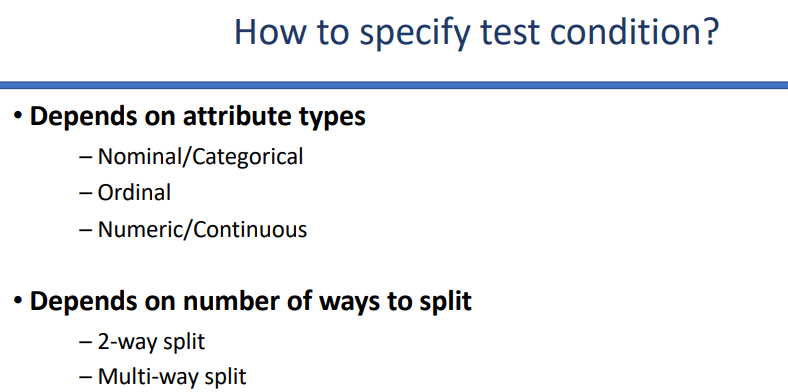 How to specify test condition?
• Depends on attribute types
– Nominal/Categorical
– Ordinal
– Numeric/Continuous
• Depends on number of ways to split
– 2-way split
– Multi-way split